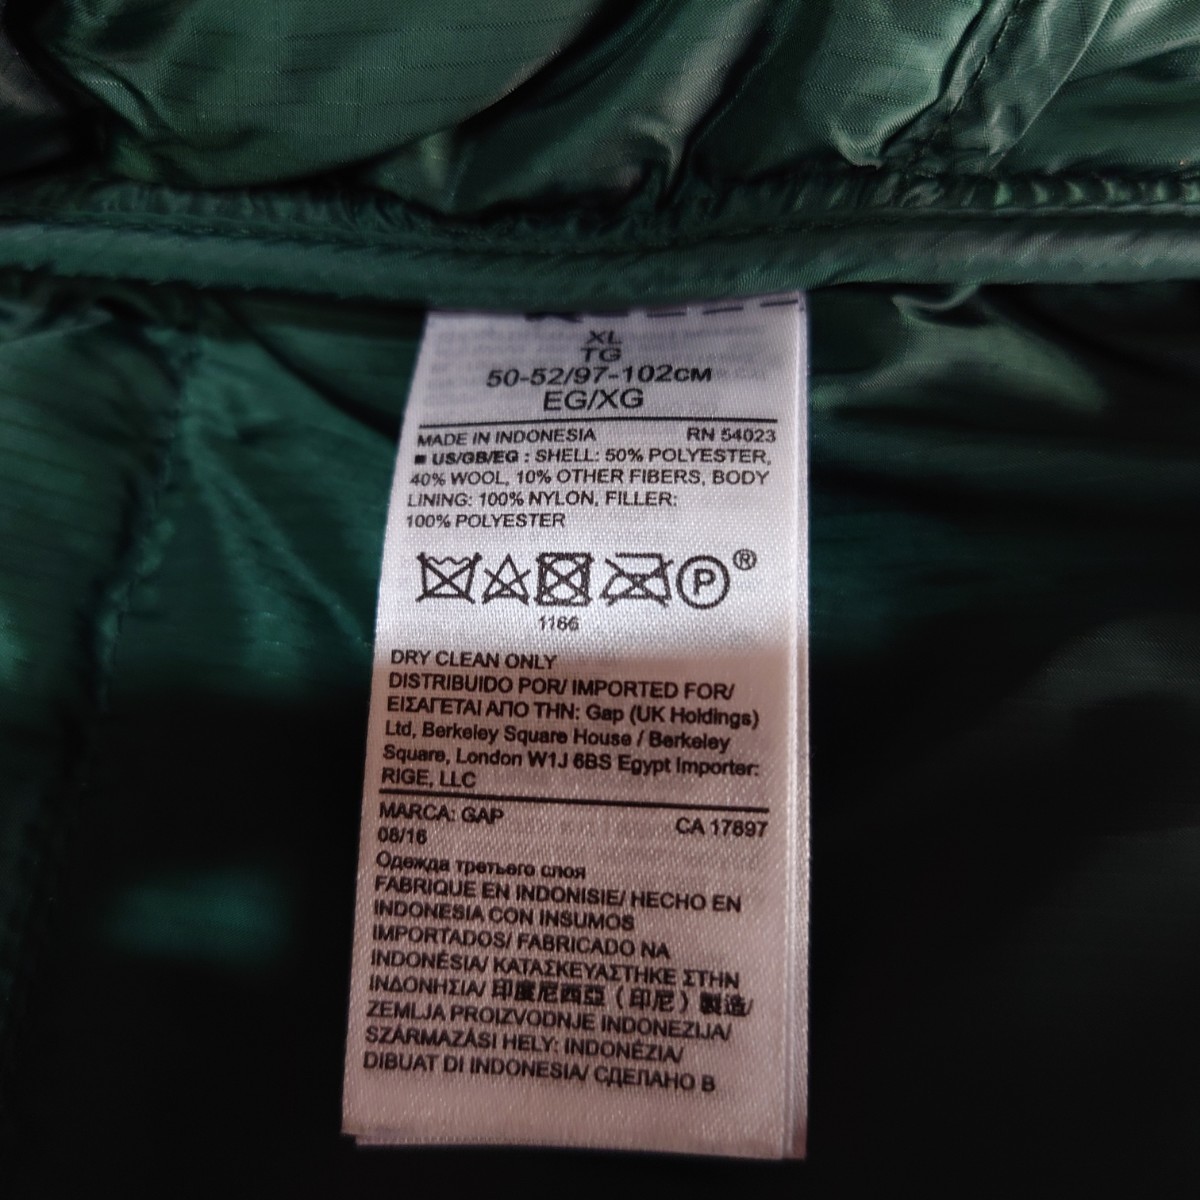 XL
TG
50-52/97-102CM
EG/XG
MADE IN INDONESIA RN 54023
■ US/GB/EG : SHELL: 50% POLYESTER,
40% WOOL, 10% OTHER FIBERS, BODY
LINING: 100% NYLON, FILLER:
100% POLYESTER
P ®
1166
DRY CLEAN ONLY
DISTRIBUIDO POR/ IMPORTED FOR/
ΕΙΣΑΓΕΤΑΙ ΑΠΟ ΤΗΝ: Gap (UK Holdings)
Ltd, Berkeley Square House / Berkeley
Square, London W1J 6BS Egypt Importer:
RIGE, LLC
MARCA: GAP CA 17897
08/16
Одежда третьего слоя
FABRIQUE EN INDONISIE/ HECHO EN
INDONESIA CON INSUMOS
IMPORTADOS/ FABRICADO NA
INDONÉSIA/ ΚΑΤΑΣΚΕΥΑΣΤΗΚΕ ΣΤΗΝ
ΙΝΔΟΝΗΣΙΑ/ 印度尼西亞（印尼）製造/
ZEMLJA PROIZVODNJE INDONEZIJA/
SZÁRMAZÁSI HELY: INDONÉZIA/
DIBUAT DI INDONESIA/ СДЕЛАНО В